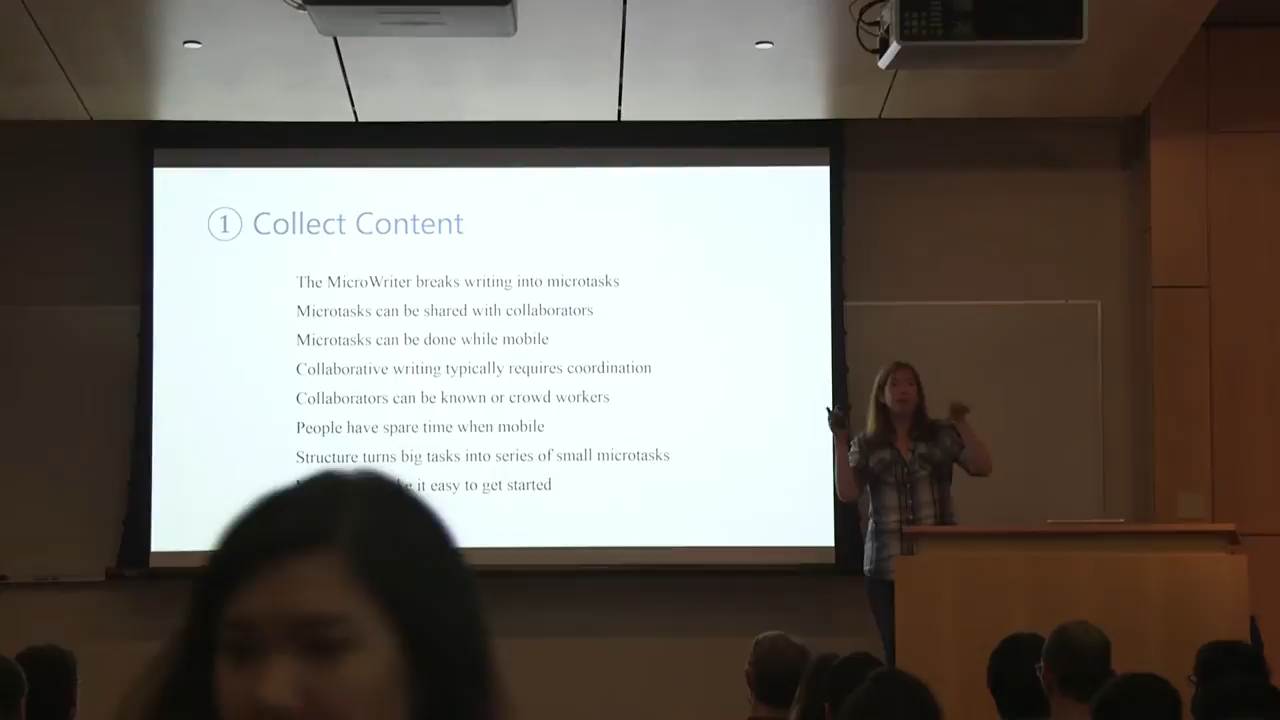 ① Collect Content
The MicroWriter breaks writing into microtasks
Microtasks can be shared with collaborators
Microtasks can be done while mobile
Collaborative writing typically requires coordination
Collaborators can be known or crowd workers
People have spare time when mobile
Structure turns big tasks into series of small microtasks
it easy to get started